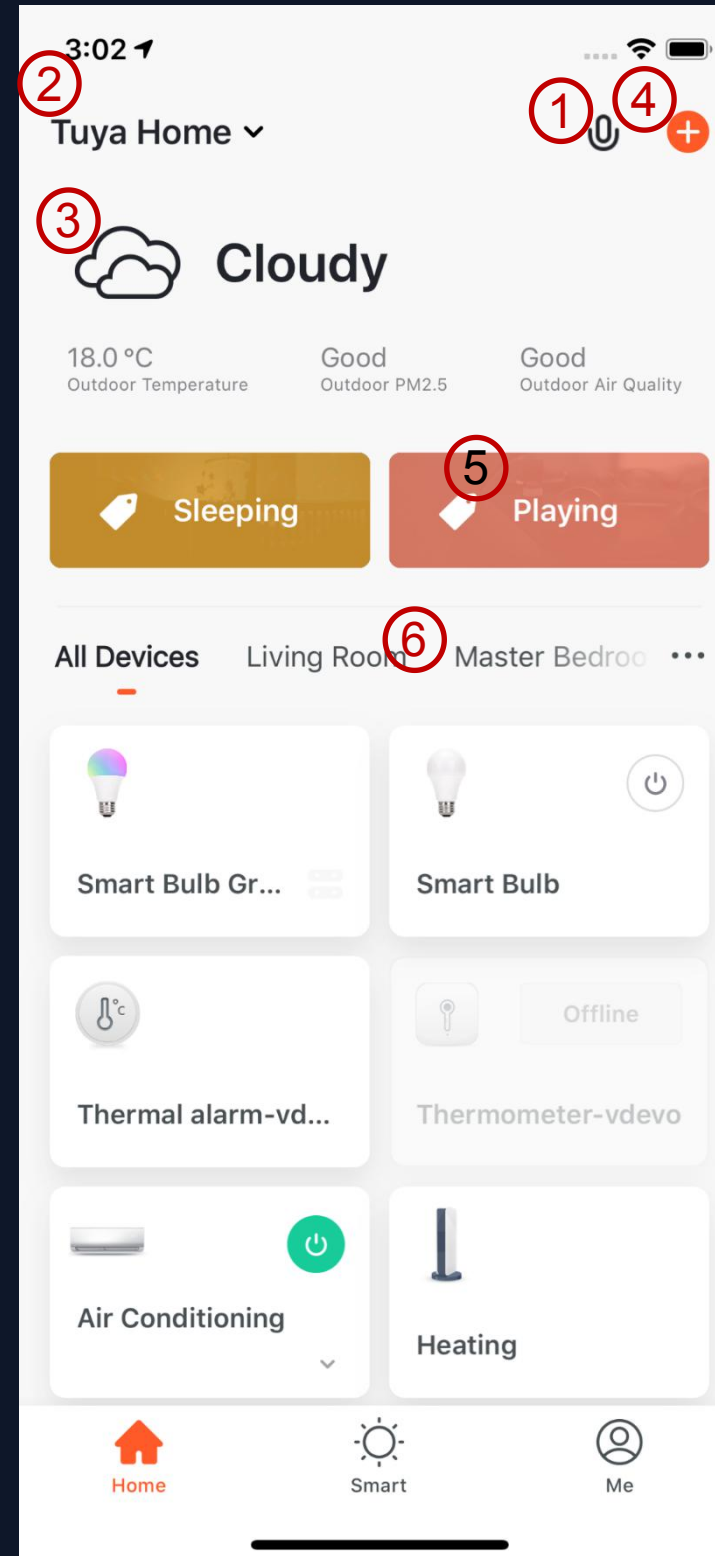 3:02
2
1
4
Tuya Home
3
Cloudy
18.0 °C Good Good
Outdoor Temperature Outdoor PM2.5 Outdoor Air Quality
5
Sleeping Playing
6
All Devices Living Room Master Bedroo ...
Smart Bulb Gr... Smart Bulb
°C Offline
Thermal alarm-vd... Thermometer-vdevo
Air Conditioning Heating
Home Smart Me